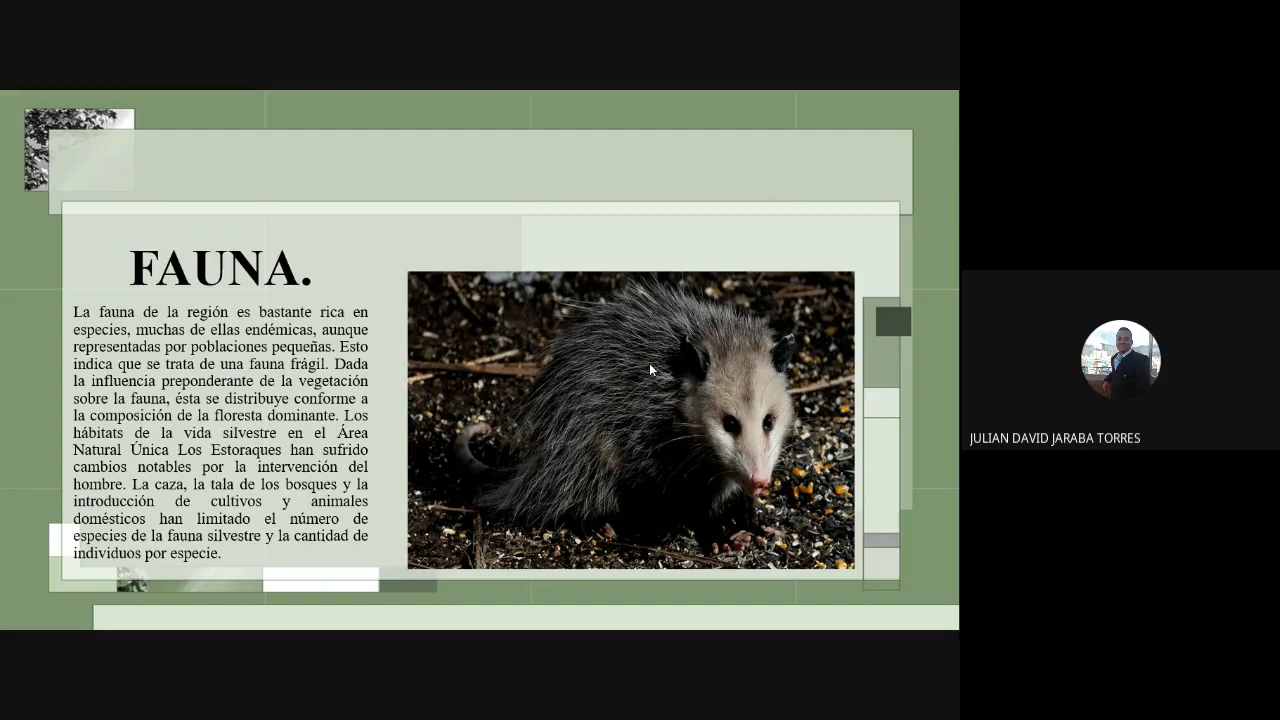 FAUNA.
La fauna de la región es bastante rica en
especies, muchas de ellas endémicas, aunque
representadas por poblaciones pequeñas. Esto
indica que se trata de una fauna frágil. Dada
la influencia preponderante de la vegetación
sobre la fauna, ésta se distribuye conforme a
la composición de la floresta dominante. Los
hábitats de la vida silvestre en el Área
Natural Única Los Estoraques han sufrido
cambios notables por la intervención del
hombre. La caza, la tala de los bosques y la
introducción de cultivos y animales
domésticos han limitado el número de
especies de la fauna silvestre y la cantidad de
individuos por especie.
JULIAN DAVID JARABA TORRES